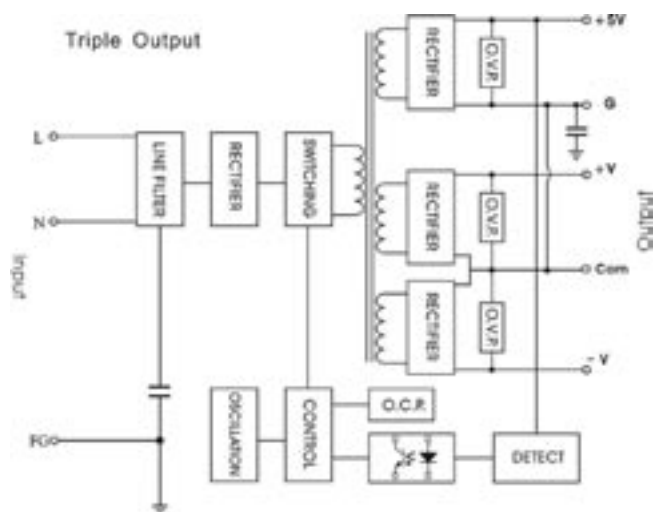 Triple Output
+5V
RECTIFIER
O.V.P.
G
L
LINE FILTER
RECTIFIER
SWITCHING
+V
RECTIFIER
O.V.P.
Output
N
Input
Com
RECTIFIER
O.V.P.
- V
OSCILLATION
CONTROL
O.C.P.
FG
DETECT